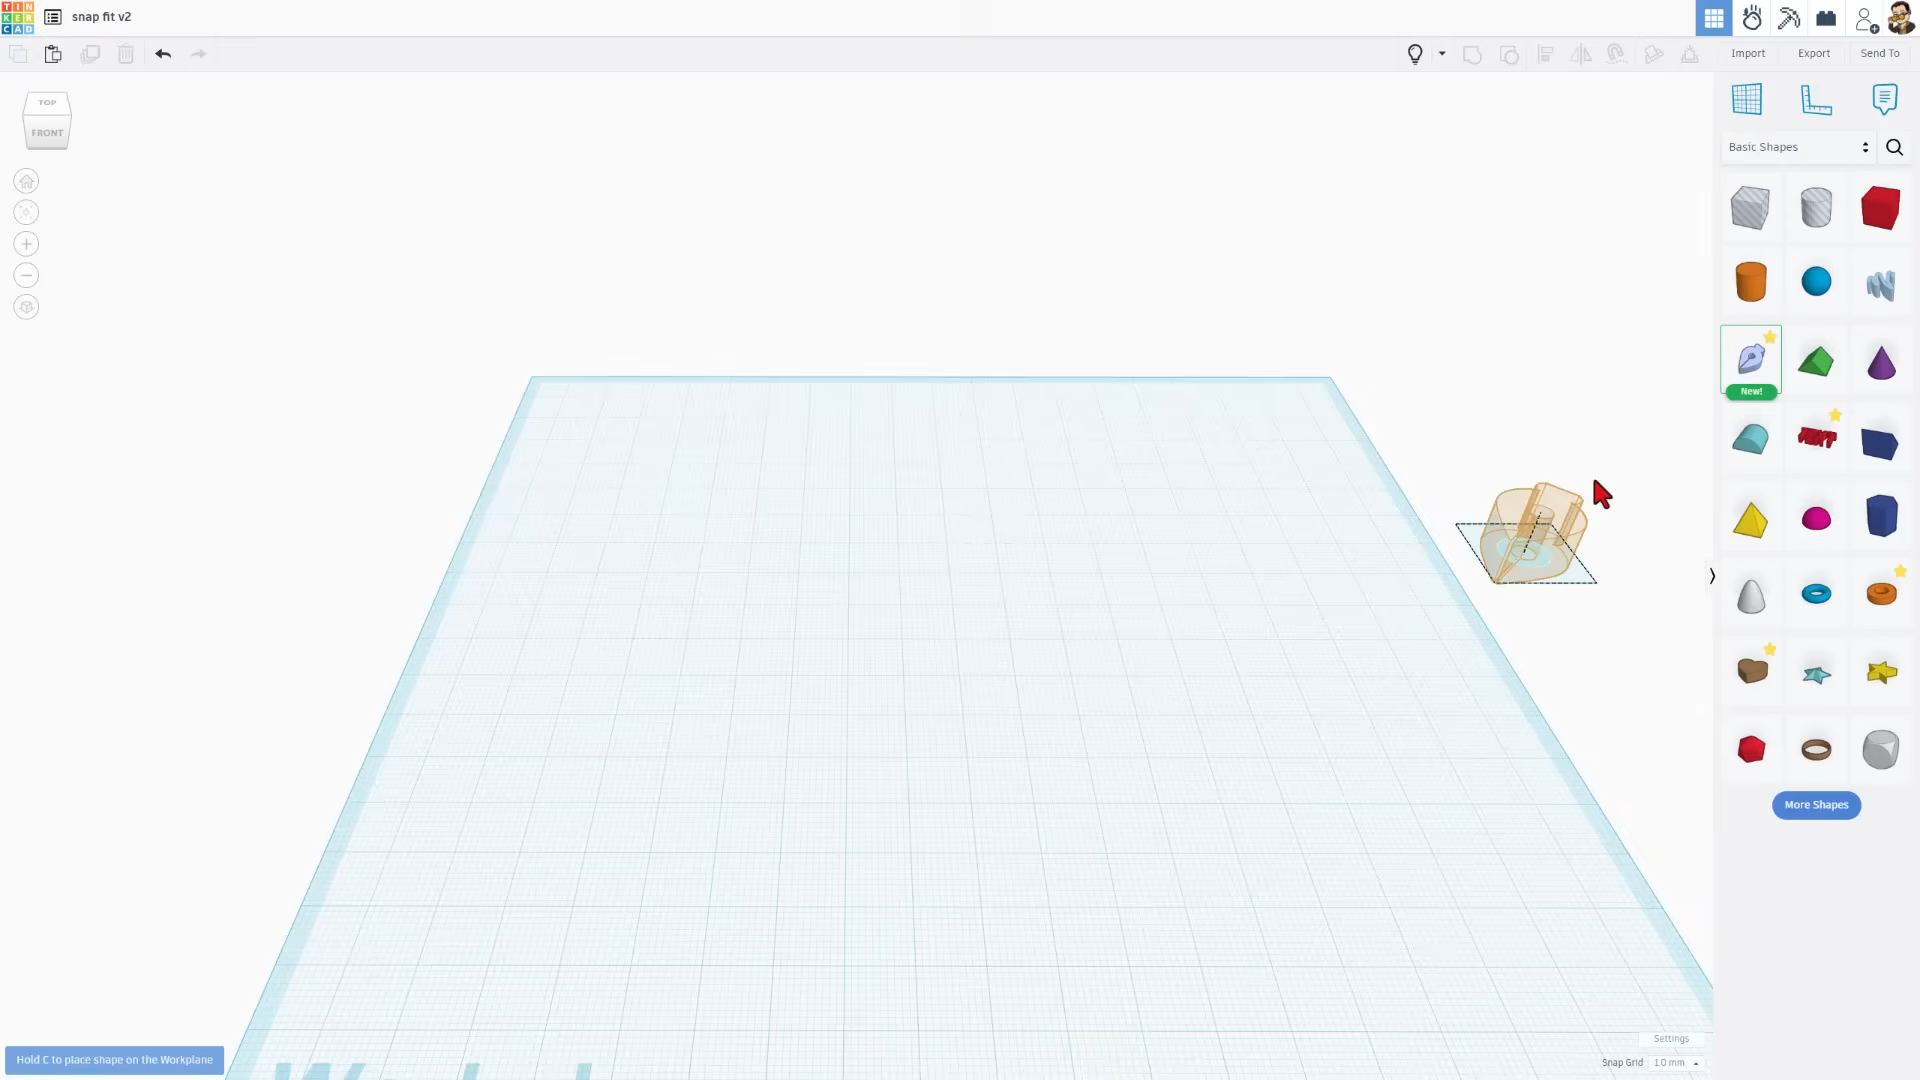 TIN
KER
CAD
snap fit v2
Import
Export
Send To
TOP
FRONT
Basic Shapes
New!
More Shapes
Settings
Hold C to place shape on the Workplane
Snap Grid
1.0 mm